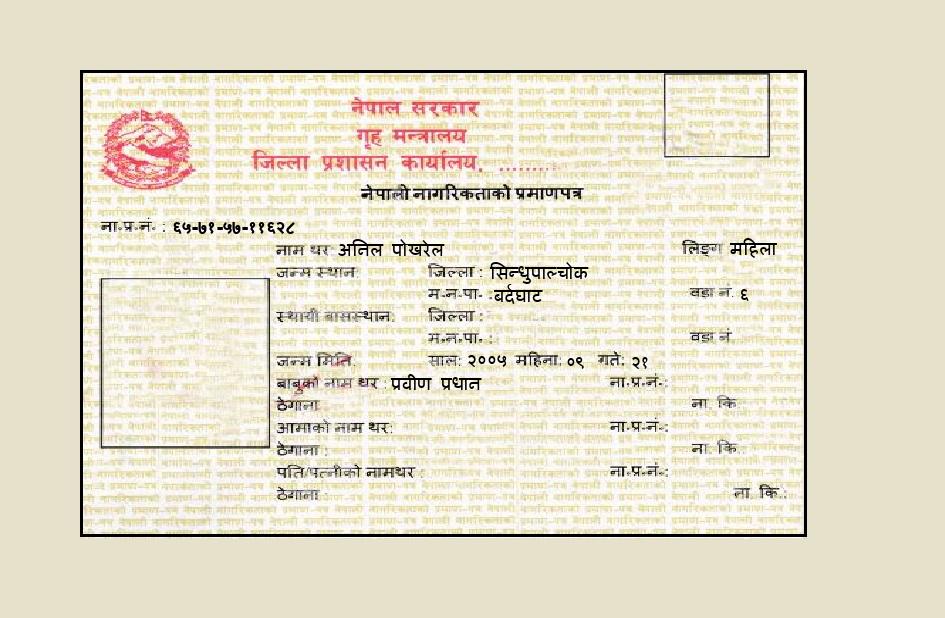 नेपाल सरकार
गृह मन्त्रालय
जिल्ला प्रशासन कार्यालय, .........
नेपाली नागरिकताको प्रमाणपत्र
ना.प्र.नं. : ६५-७१-५७-११६२८
नाम थर: अनिल पोखरेल लिङ्ग महिला
जन्म स्थान: जिल्ला : सिन्धुपाल्चोक
म.न.पा. : बर्दघाट वडा नं. ६
स्थायी बासस्थान: जिल्ला :
म.न.पा. : वडा नं
जन्म मिति: साल: २००५ महिना: ०९ गते: २१
बाबुको नाम थर : प्रवीण प्रधान ना.प्र.नं.:
ठेगाना ना. कि.
आमाको नाम थर: ना.प्र.नं.:
ठेगाना : ना. कि.
पति/पत्नीको नामथर : ना.प्र.नं.:
ठेगाना : ना. कि.: